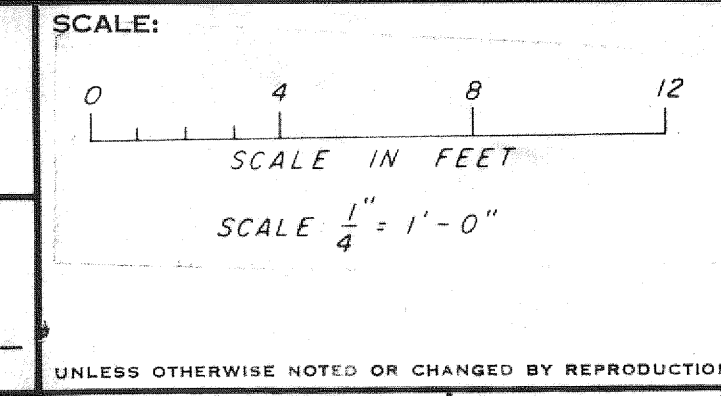 SCALE:
0 4 8 12
SCALE IN FEET
SCALE 1/4" = 1'-0"
UNLESS OTHERWISE NOTED OR CHANGED BY